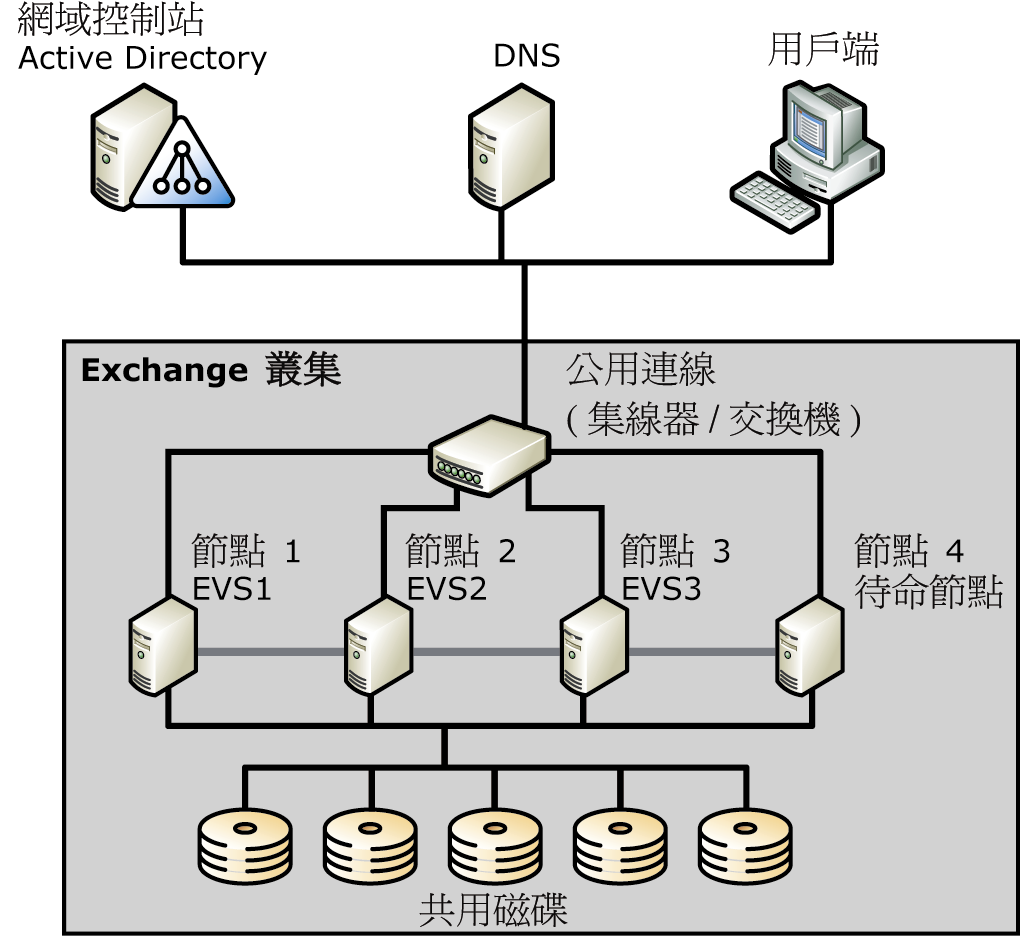 網域控制站
Active Directory
DNS
用戶端
Exchange 叢集
公用連線
( 集線器 / 交換機 )
節點 1
EVS1
節點 2
EVS2
節點 3
EVS3
節點 4
待命節點
共用磁碟